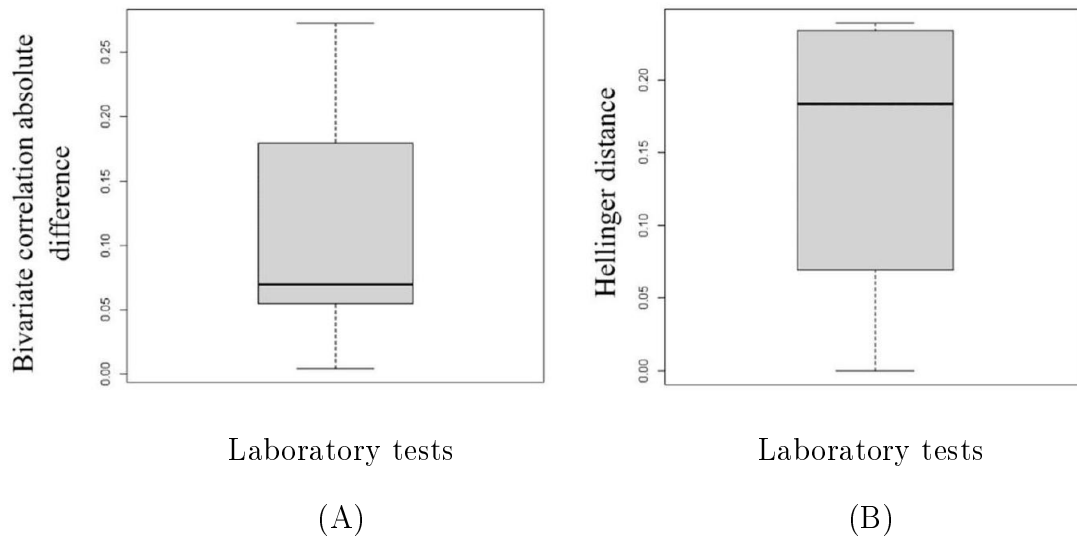 Bivariate correlation absolute
difference
0.25
0.20
0.15
0.10
0.05
0.00
Laboratory tests
(A)
Hellinger distance
0.20
0.15
0.10
0.05
0.00
Laboratory tests
(B)